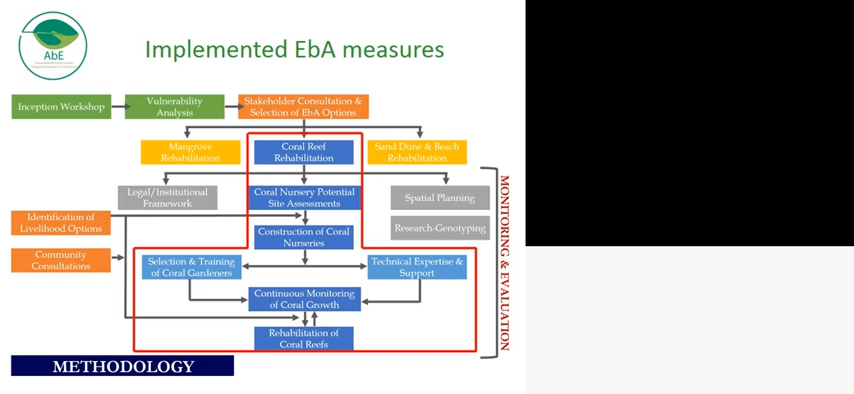 AbE
Implemented EbA measures
Inception Workshop
Vulnerability
Analysis
Stakeholder Consultation &
Selection of EbA Options
Mangrove
Rehabilitation
Coral Reef
Rehabilitation
Sand Dune & Beach
Rehabilitation
Legal/Institutional
Framework
Coral Nursery Potential
Site Assessments
Spatial Planning
Identification of
Livelihood Options
Construction of Coral
Nurseries
Research-Genotyping
Community
Consultations
Selection & Training
of Coral Gardeners
Technical Expertise &
Support
Continuous Monitoring
of Coral Growth
Rehabilitation of
Coral Reefs
MONITORING & EVALUATION
METHODOLOGY